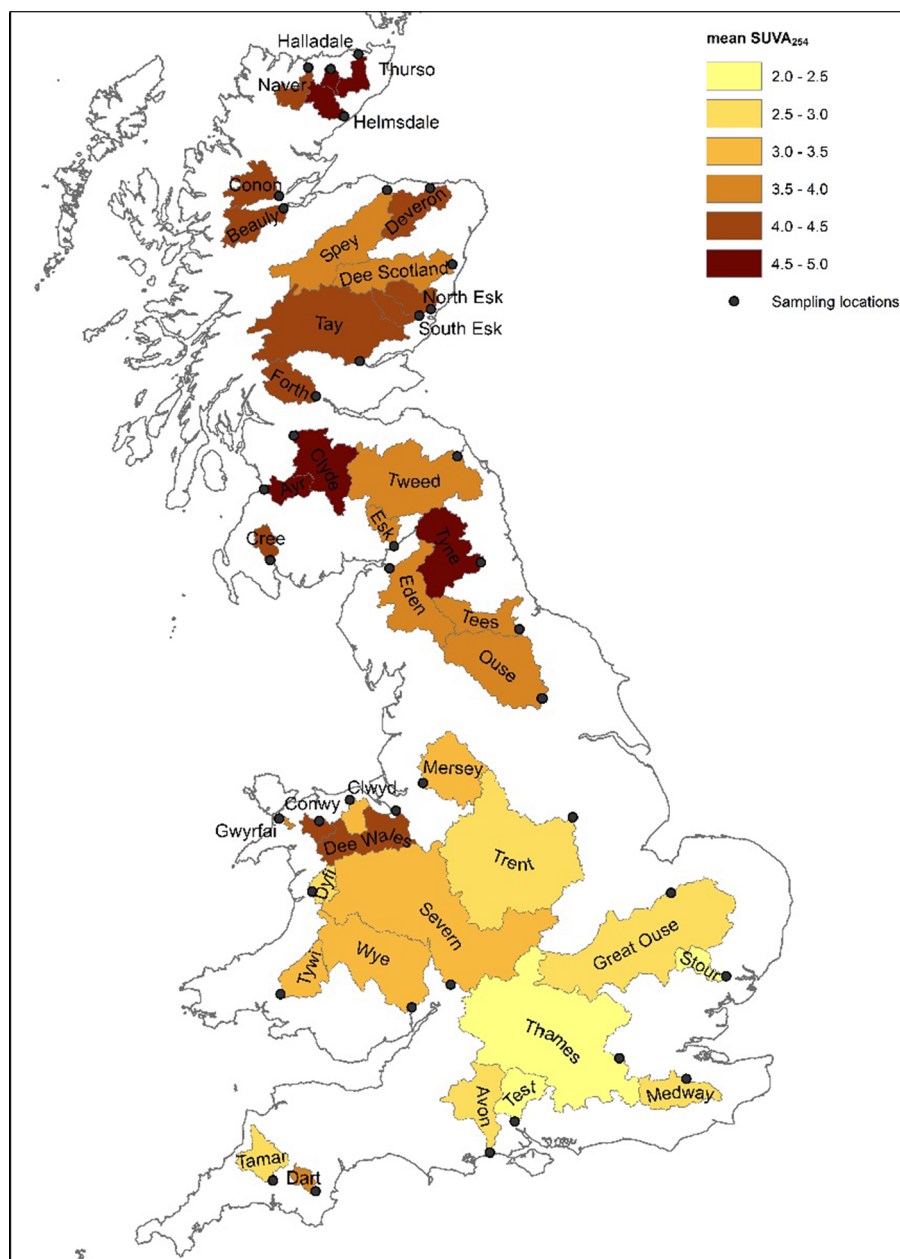 mean SUVA254
2.0 - 2.5
2.5 - 3.0
3.0 - 3.5
3.5 - 4.0
4.0 - 4.5
4.5 - 5.0
Sampling locations
Halladale
Thurso
Naver
Helmsdale
Conon
Beauly
Deveron
Spey
Dee Scotland
North Esk
Tay
South Esk
Forth
Clyde
Ayr
Tweed
Esk
Cree
Tyne
Eden
Tees
Ouse
Mersey
Clwyd
Conwy
Gwyrfai
Dee Wales
Trent
Dyfi
Severn
Great Ouse
Wye
Tywi
Stour
Thames
Test
Avon
Medway
Tamar
Dart